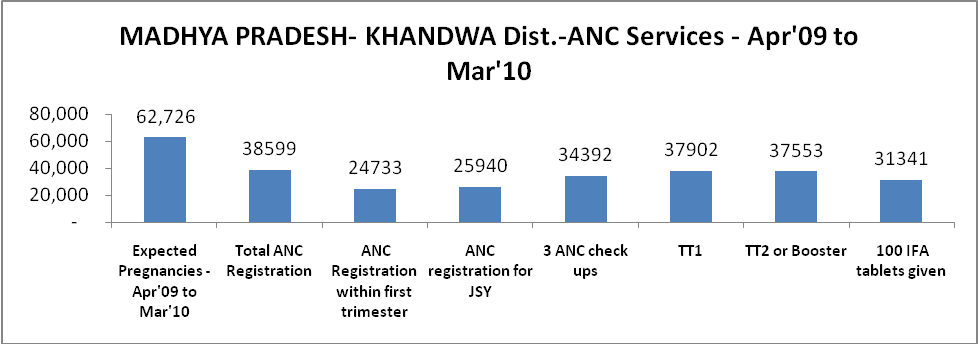 MADHYA PRADESH- KHANDWA Dist.-ANC Services - Apr'09 to
Mar'10
80,000
60,000
40,000
20,000
-
62,726
38599
24733
25940
34392
37902
37553
31341
Expected
Pregnancies -
Apr'09 to
Mar'10
Total ANC
Registration
ANC
Registration
within first
trimester
ANC
registration for
JSY
3 ANC check
ups
TT1
TT2 or Booster
100 IFA
tablets given